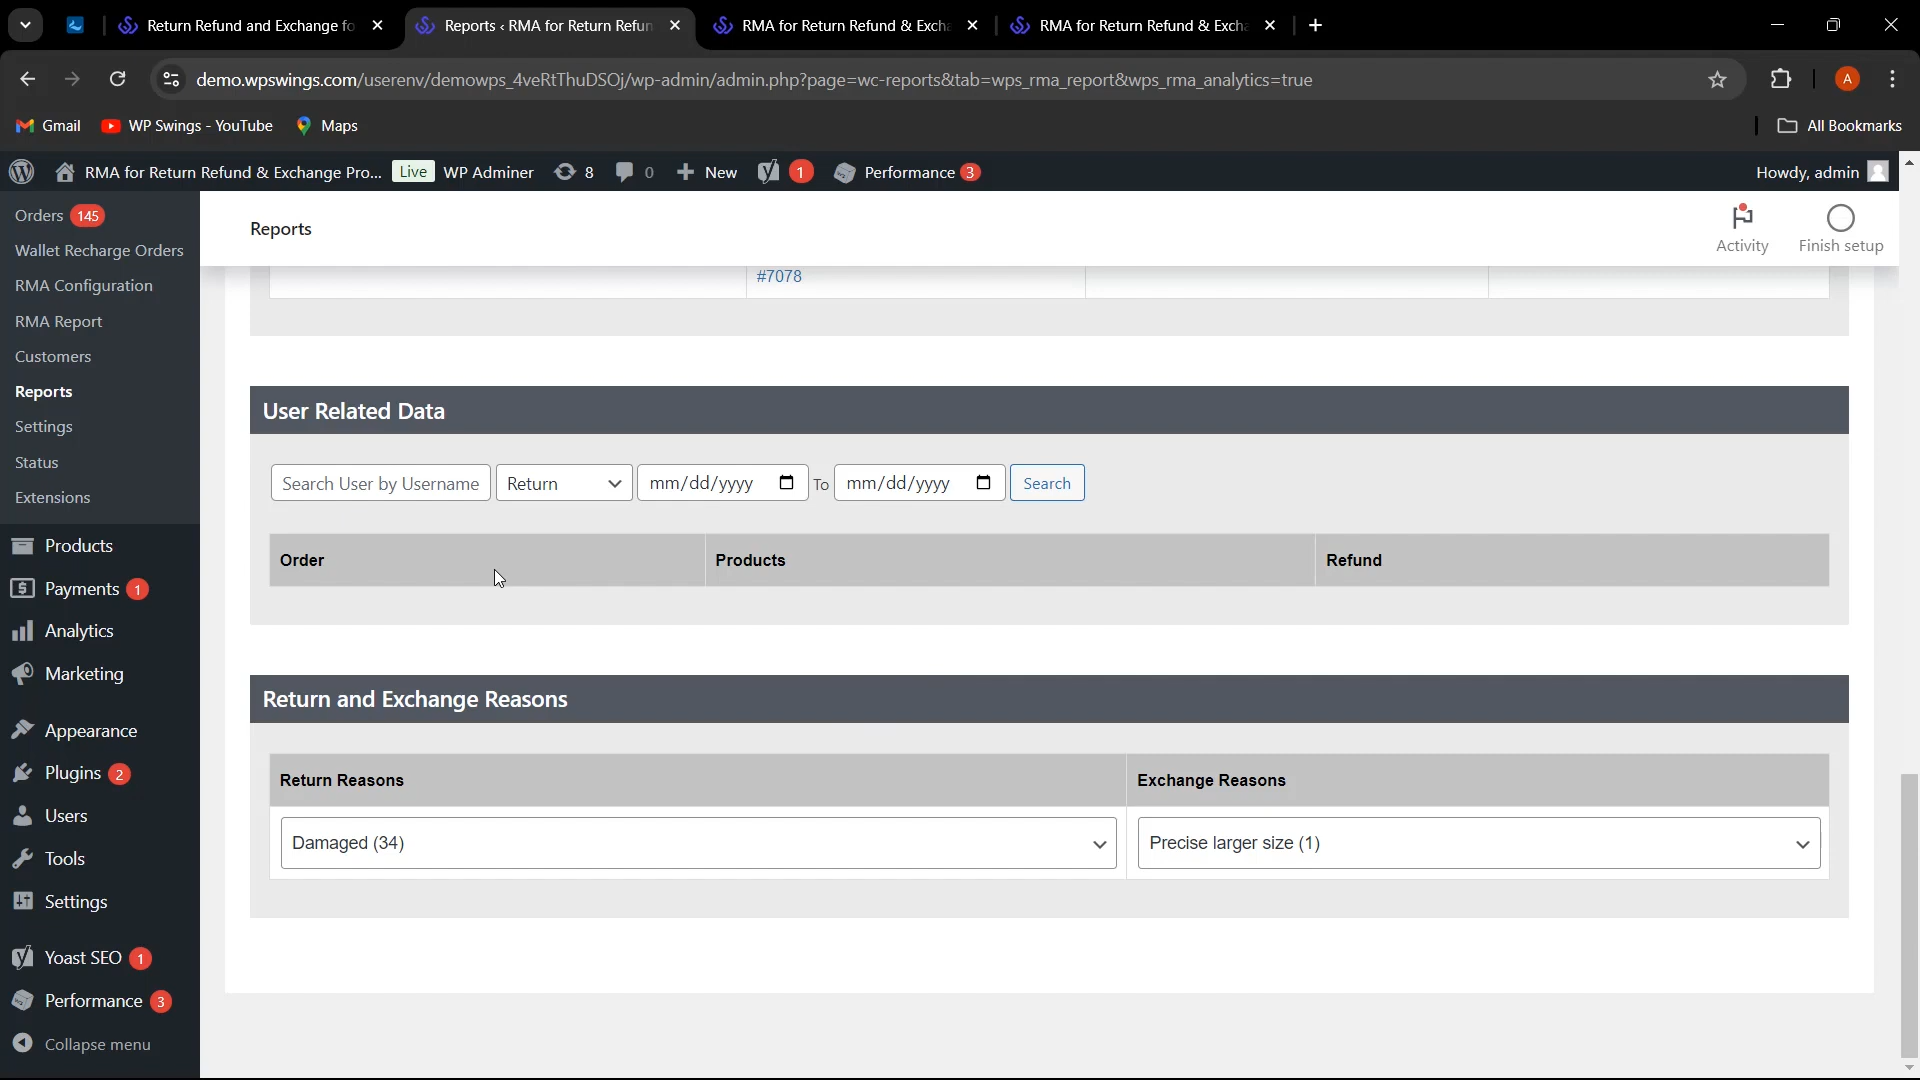 Return Refund and Exchange fo
Reports ‹ RMA for Return Refun
RMA for Return Refund & Exch
RMA for Return Refund & Exch
demo.wpswings.com/userenv/demowps_4veRtThuDSOj/wp-admin/admin.php?page=wc-reports&tab=wps_rma_report&wps_rma_analytics=true
A
Gmail
WP Swings - YouTube
Maps
All Bookmarks
RMA for Return Refund & Exchange Pro...
Live
WP Adminer
8
0
New
1
Performance 3
Howdy, admin
Orders 145
Wallet Recharge Orders
RMA Configuration
RMA Report
Customers
Reports
Settings
Status
Extensions
Products
Payments 1
Analytics
Marketing
Appearance
Plugins 2
Users
Tools
Settings
Yoast SEO 1
Performance 3
Collapse menu
Reports
Activity
Finish setup
#7078
User Related Data
Search User by Username
Return
mm/dd/yyyy
To
mm/dd/yyyy
Search
Order
Products
Refund
Return and Exchange Reasons
Return Reasons
Exchange Reasons
Damaged (34)
Precise larger size (1)